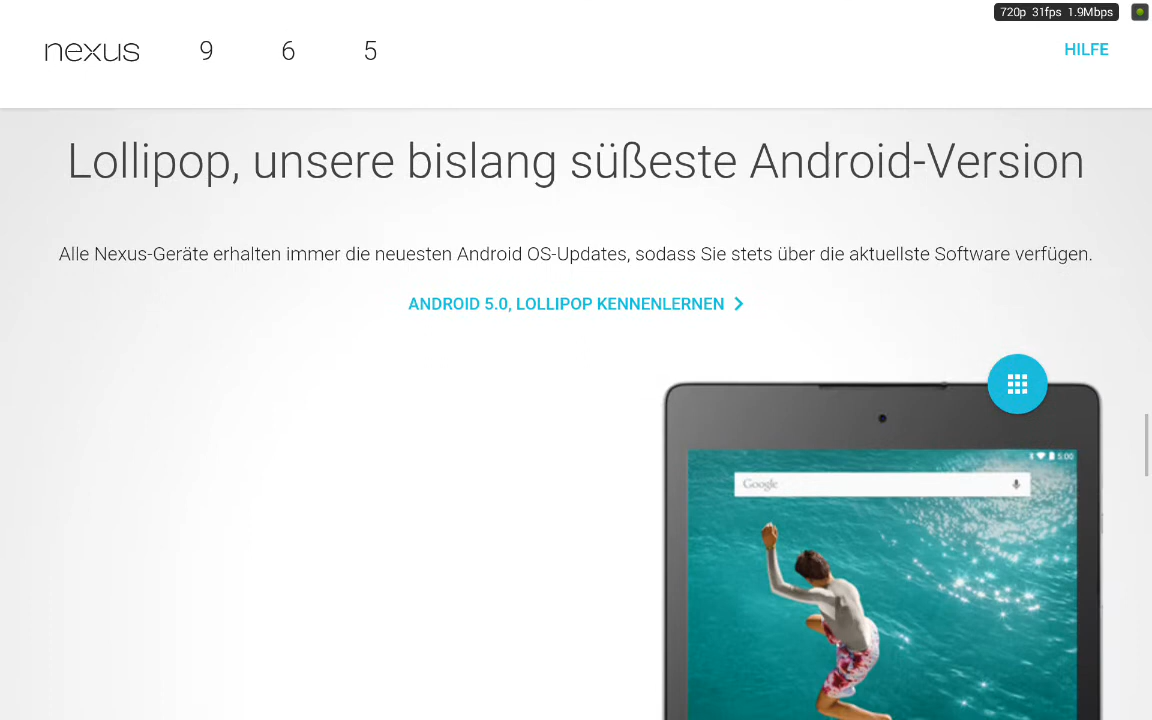 720p 31fps 1.9Mbps
nexus 9 6 5 HILFE
Lollipop, unsere bislang süßeste Android-Version
Alle Nexus-Geräte erhalten immer die neuesten Android OS-Updates, sodass Sie stets über die aktuellste Software verfügen.
ANDROID 5.0, LOLLIPOP KENNENLERNEN
5:00
Google